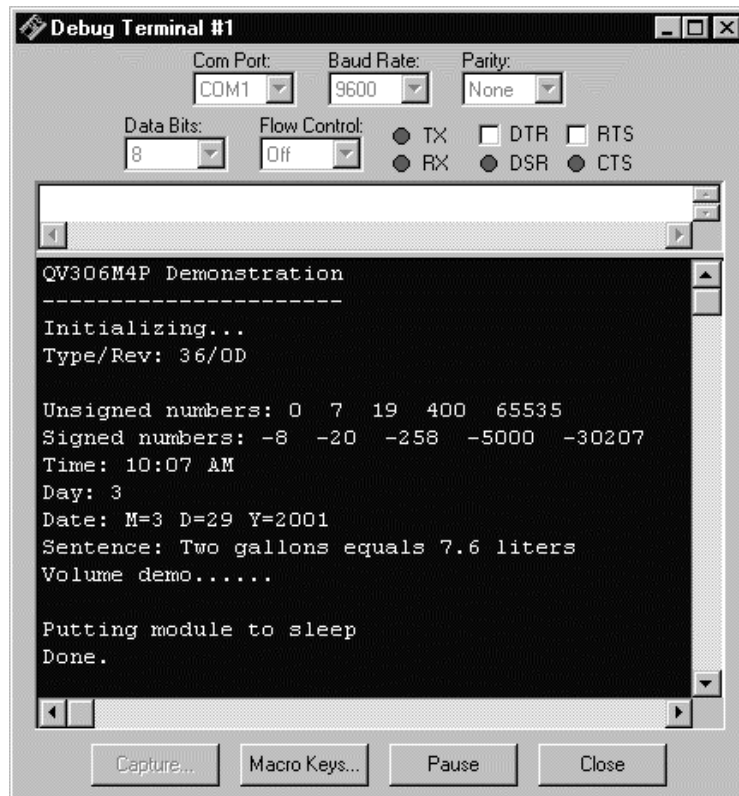 Debug Terminal #1
Com Port: Baud Rate: Parity:
COM1 9600 None
Data Bits: Flow Control:
8 Off
TX DTR RTS
RX DSR CTS
QV306M4P Demonstration
----------------------
Initializing...
Type/Rev: 36/0D
Unsigned numbers: 0 7 19 400 65535
Signed numbers: -8 -20 -258 -5000 -30207
Time: 10:07 AM
Day: 3
Date: M=3 D=29 Y=2001
Sentence: Two gallons equals 7.6 liters
Volume demo......
Putting module to sleep
Done.
Capture... Macro Keys... Pause Close